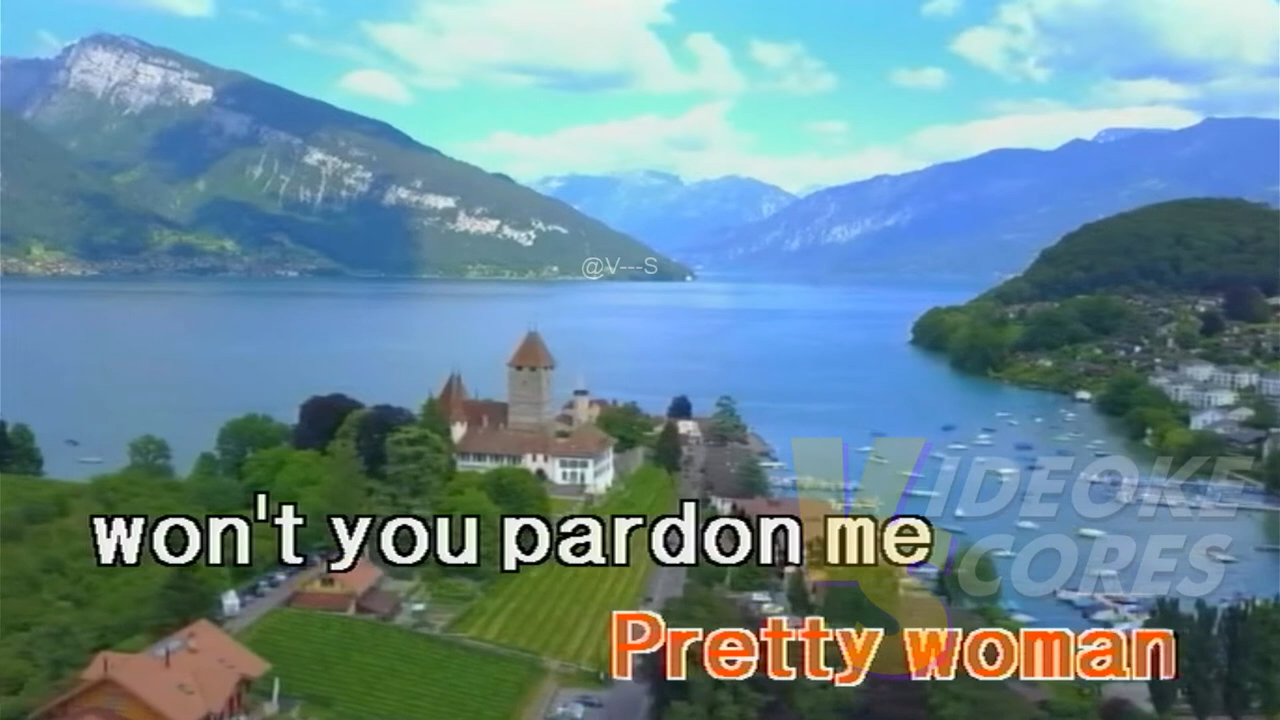 @V---S
VIDEOKE
SCORES
won't you pardon me
Pretty woman